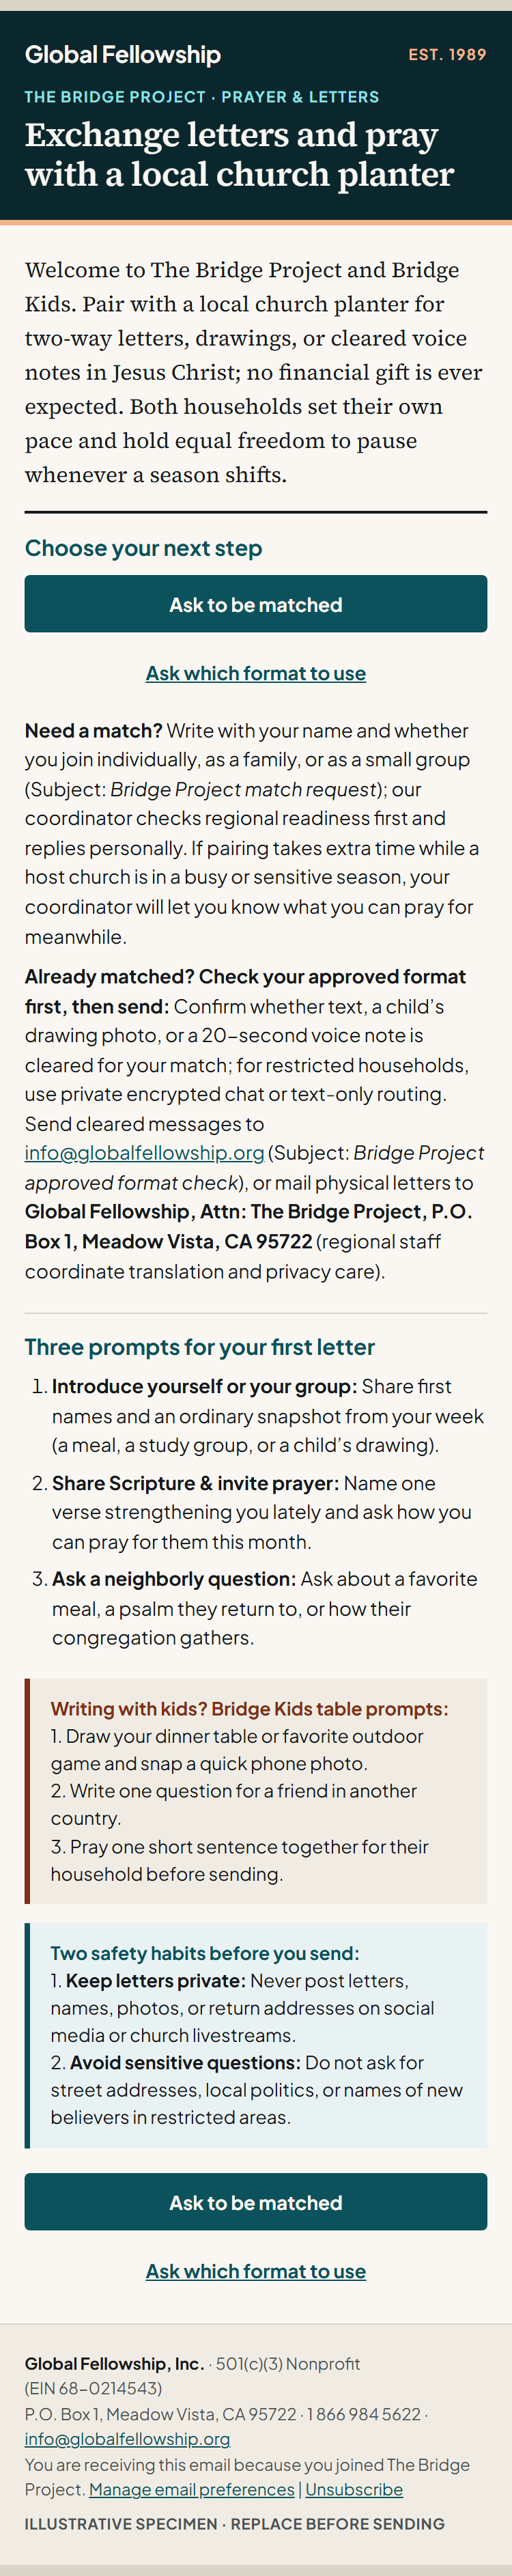 Global Fellowship
EST. 1989
THE BRIDGE PROJECT · PRAYER & LETTERS
Exchange letters and pray
with a local church planter
Welcome to The Bridge Project and Bridge
Kids. Pair with a local church planter for
two-way letters, drawings, or cleared voice
notes in Jesus Christ; no financial gift is ever
expected. Both households set their own
pace and hold equal freedom to pause
whenever a season shifts.
Choose your next step
Ask to be matched
Ask which format to use
Need a match? Write with your name and whether
you join individually, as a family, or as a small group
(Subject: Bridge Project match request); our
coordinator checks regional readiness first and
replies personally. If pairing takes extra time while a
host church is in a busy or sensitive season, your
coordinator will let you know what you can pray for
meanwhile.
Already matched? Check your approved format
first, then send: Confirm whether text, a child’s
drawing photo, or a 20–second voice note is
cleared for your match; for restricted households,
use private encrypted chat or text-only routing.
Send cleared messages to
info@globalfellowship.org (Subject: Bridge Project
approved format check), or mail physical letters to
Global Fellowship, Attn: The Bridge Project, P.O.
Box 1, Meadow Vista, CA 95722 (regional staff
coordinate translation and privacy care).
Three prompts for your first letter
1. Introduce yourself or your group: Share first
names and an ordinary snapshot from your week
(a meal, a study group, or a child’s drawing).
2. Share Scripture & invite prayer: Name one
verse strengthening you lately and ask how you
can pray for them this month.
3. Ask a neighborly question: Ask about a favorite
meal, a psalm they return to, or how their
congregation gathers.
Writing with kids? Bridge Kids table prompts:
1. Draw your dinner table or favorite outdoor
game and snap a quick phone photo.
2. Write one question for a friend in another
country.
3. Pray one short sentence together for their
household before sending.
Two safety habits before you send:
1. Keep letters private: Never post letters,
names, photos, or return addresses on social
media or church livestreams.
2. Avoid sensitive questions: Do not ask for
street addresses, local politics, or names of new
believers in restricted areas.
Ask to be matched
Ask which format to use
Global Fellowship, Inc. · 501(c)(3) Nonprofit
(EIN 68-0214543)
P.O. Box 1, Meadow Vista, CA 95722 · 1 866 984 5622 ·
info@globalfellowship.org
You are receiving this email because you joined The Bridge
Project. Manage email preferences | Unsubscribe
ILLUSTRATIVE SPECIMEN · REPLACE BEFORE SENDING